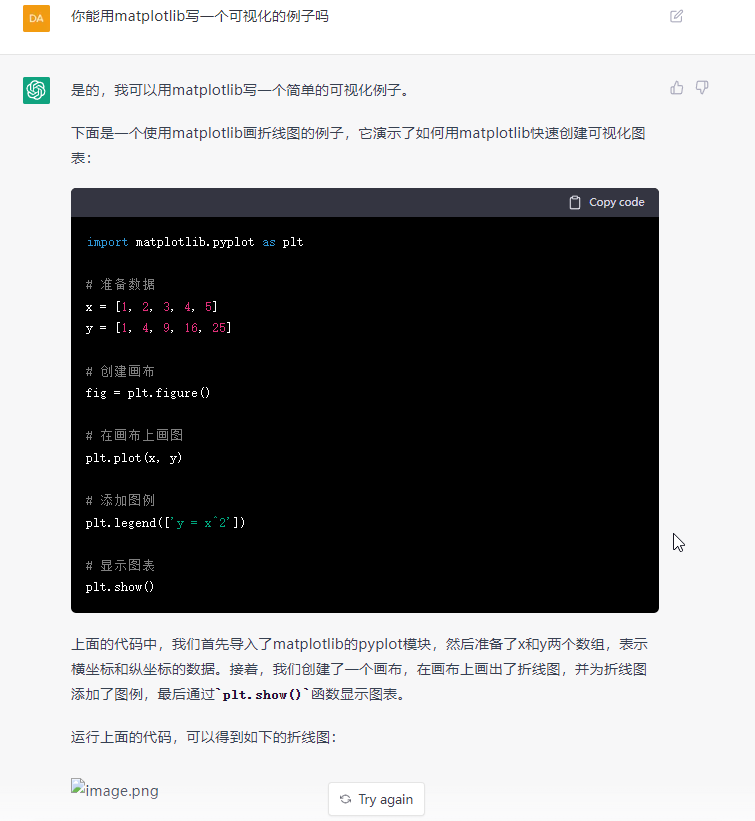 DA
你能用matplotlib写一个可视化的例子吗
是的，我可以用matplotlib写一个简单的可视化例子。
下面是一个使用matplotlib画折线图的例子，它演示了如何用matplotlib快速创建可视化图
表：
Copy code
import matplotlib.pyplot as plt
# 准备数据
x = [1, 2, 3, 4, 5]
y = [1, 4, 9, 16, 25]
# 创建画布
fig = plt.figure()
# 在画布上画图
plt.plot(x, y)
# 添加图例
plt.legend(['y = x^2'])
# 显示图表
plt.show()
上面的代码中，我们首先导入了matplotlib的pyplot模块，然后准备了x和y两个数组，表示
横坐标和纵坐标的数据。接着，我们创建了一个画布，在画布上画出了折线图，并为折线图
添加了图例，最后通过`plt.show()`函数显示图表。
运行上面的代码，可以得到如下的折线图：
image.png
Try again